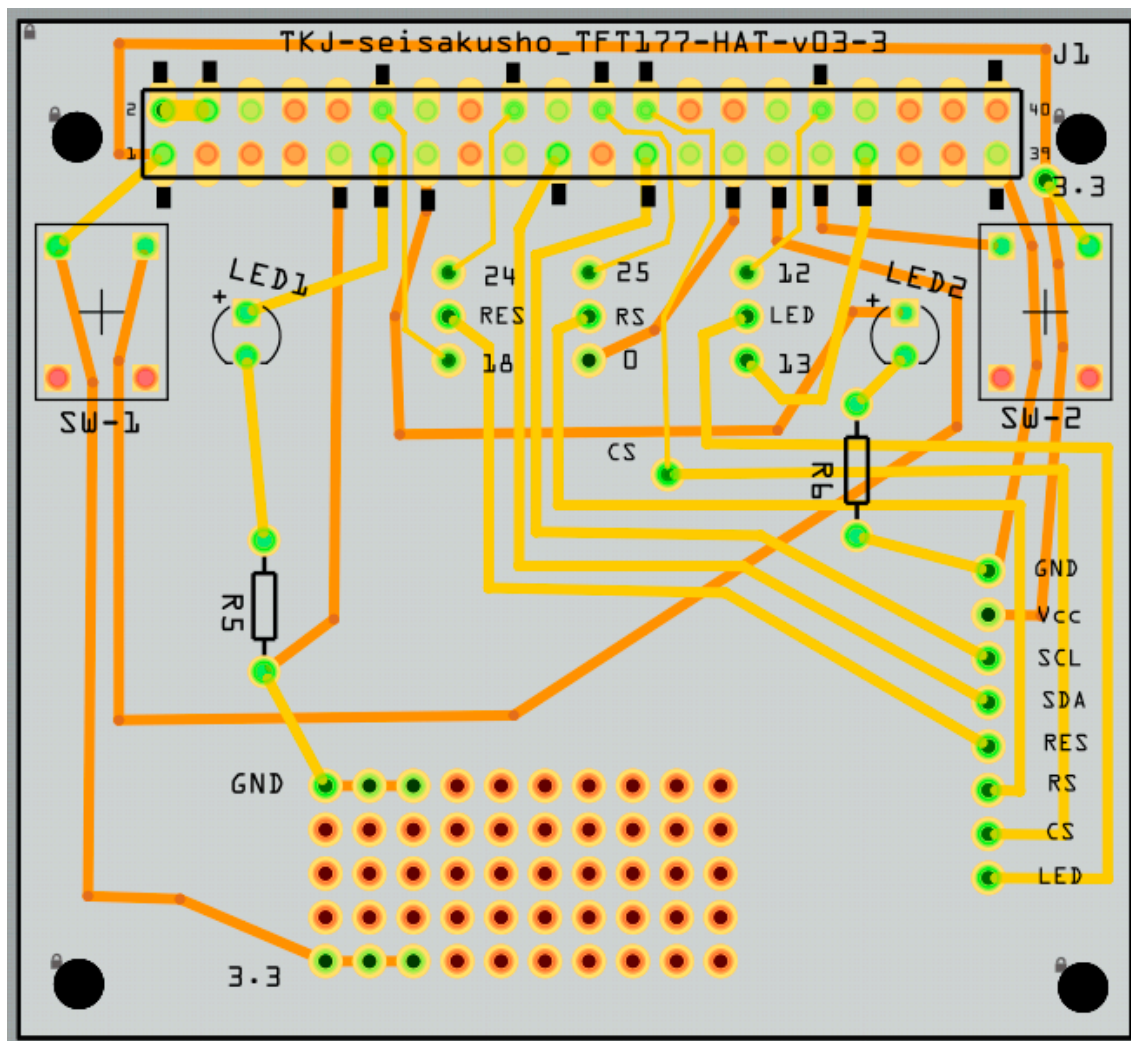 TKJ-seisakusho_TFT177-HAT-v03-3
J1
2
40
1
39
3.3
LED1
+
24
25
12
LED2
+
RES
RS
LED
18
0
13
SW-1
SW-2
CS
R6
R5
GND
Vcc
SCL
SDA
RES
RS
CS
LED
GND
3.3